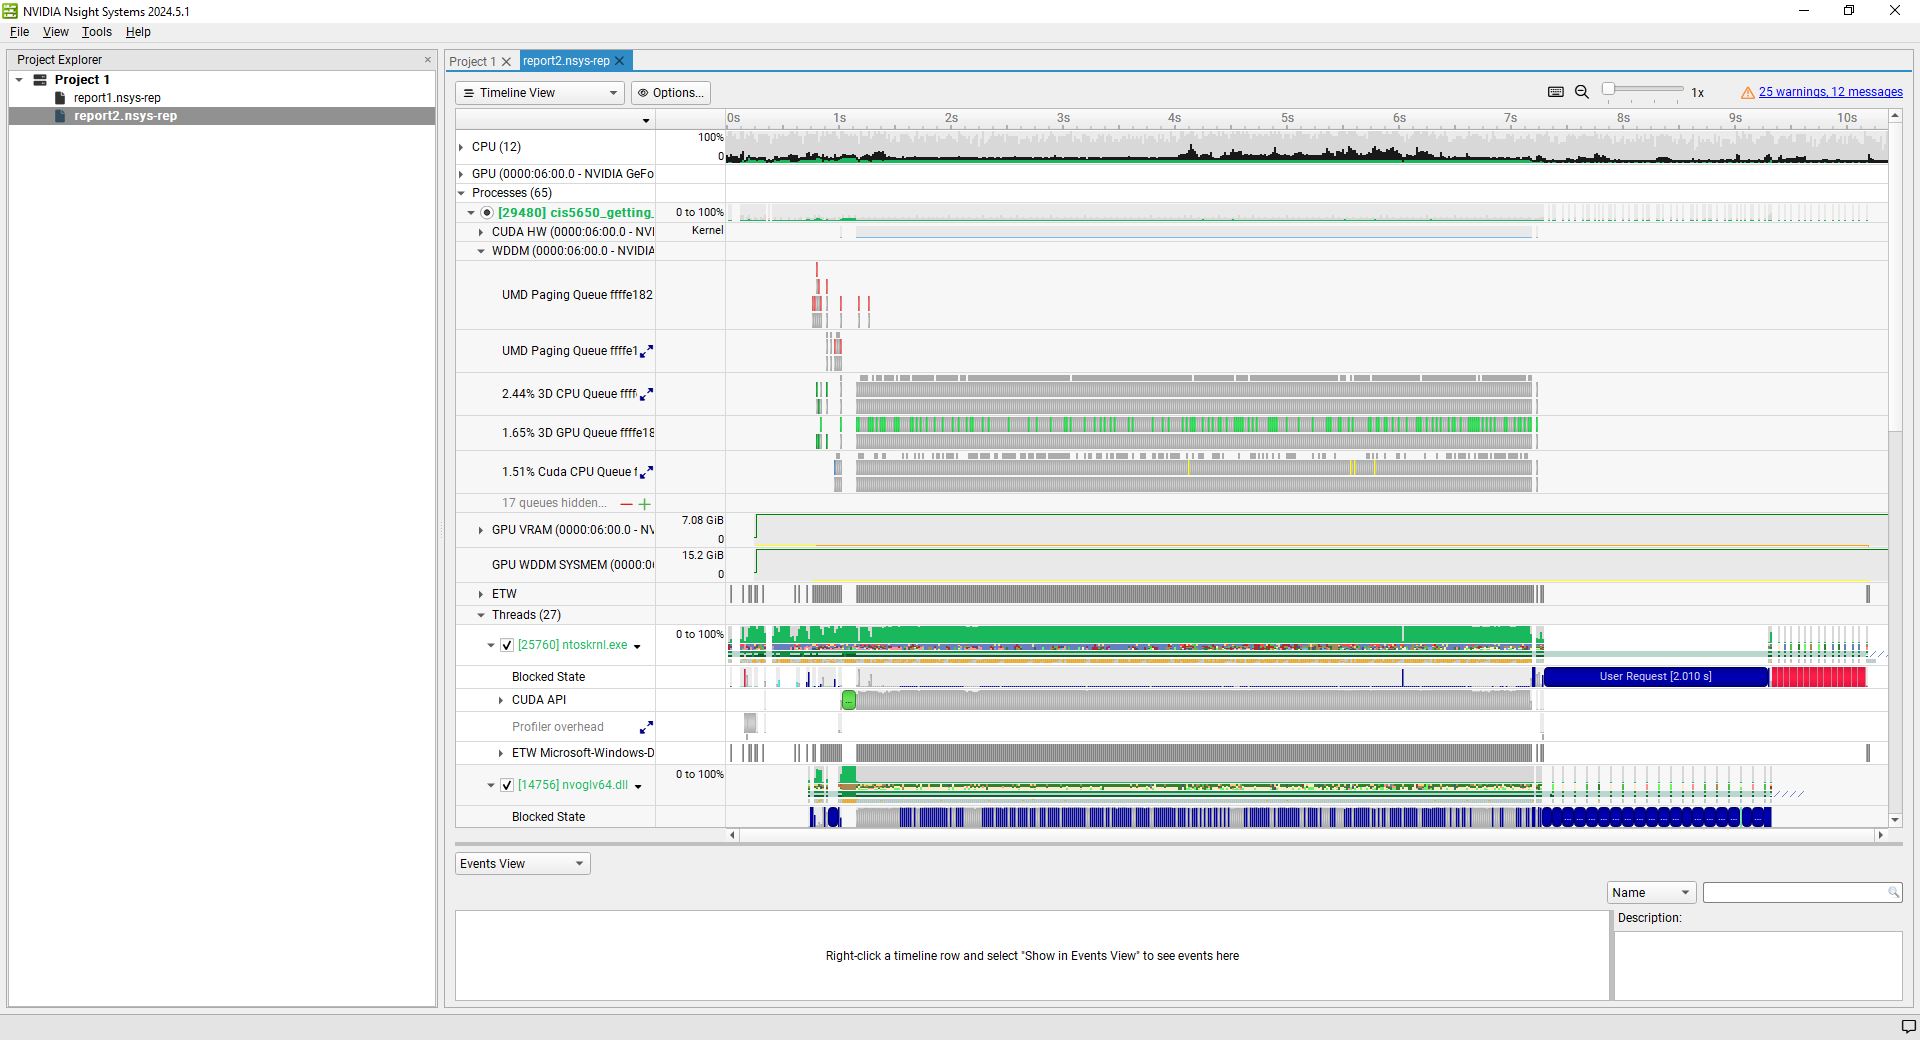 NVIDIA Nsight Systems 2024.5.1
File View Tools Help
Project Explorer
Project 1
report1.nsys-rep
report2.nsys-rep
Project 1
report2.nsys-rep
Timeline View
Options...
1x
25 warnings, 12 messages
0s 1s 2s 3s 4s 5s 6s 7s 8s 9s 10s
CPU (12)
100%
0
GPU (0000:06:00.0 - NVIDIA GeFo
Processes (65)
[29480] cis5650_getting_
0 to 100%
CUDA HW (0000:06:00.0 - NVI
Kernel
WDDM (0000:06:00.0 - NVIDIA
UMD Paging Queue ffffe182
UMD Paging Queue ffffe1
2.44% 3D CPU Queue ffff
1.65% 3D GPU Queue ffffe18
1.51% Cuda CPU Queue f
17 queues hidden...
GPU VRAM (0000:06:00.0 - NV
7.08 GiB
0
GPU WDDM SYSMEM (0000:0
15.2 GiB
0
ETW
Threads (27)
[25760] ntoskrnl.exe
0 to 100%
Blocked State
User Request [2.010 s]
CUDA API
...
Profiler overhead
ETW Microsoft-Windows-D
[14756] nvoglv64.dll
0 to 100%
Blocked State
Events View
Name
Description:
Right-click a timeline row and select "Show in Events View" to see events here